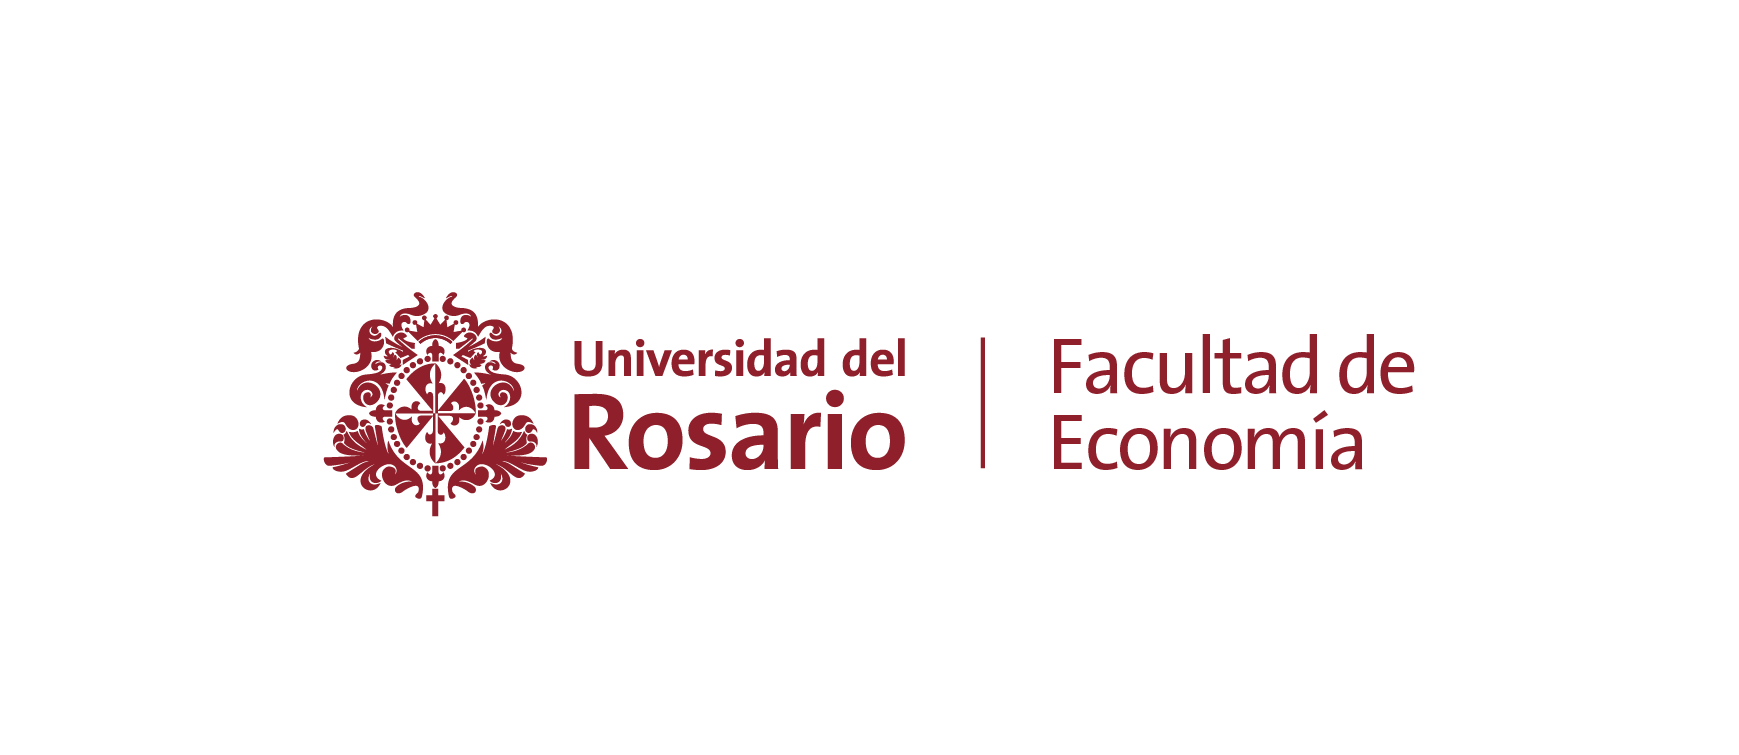 Universidad del
Rosario
Facultad de
Economía